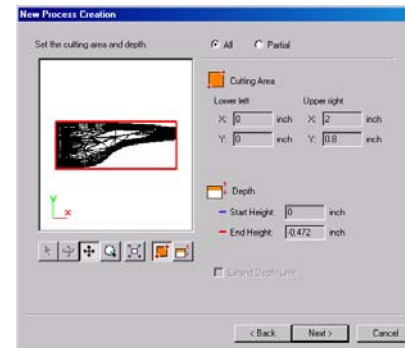 New Process Creation
Set the cutting area and depth.
All Partial
Cutting Area
Lower left Upper right
X: 0 inch X: 2 inch
Y: 0 inch Y: 0.8 inch
Y
X
Depth
Start Height: 0 inch
End Height: -0.472 inch
Extend Depth Limit
< Back Next > Cancel